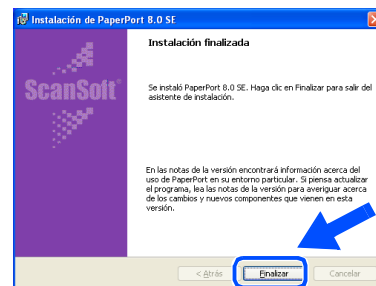 Instalación de PaperPort 8.0 SE
ScanSoft®
Instalación finalizada
Se instaló PaperPort 8.0 SE. Haga clic en Finalizar para salir del
asistente de instalación.
En las notas de la versión encontrará información acerca del
uso de PaperPort en su entorno particular. Si piensa actualizar
el programa, lea las notas de la versión para averiguar acerca
de los cambios y nuevos componentes que vienen en esta
versión.
< Atrás
Finalizar
Cancelar